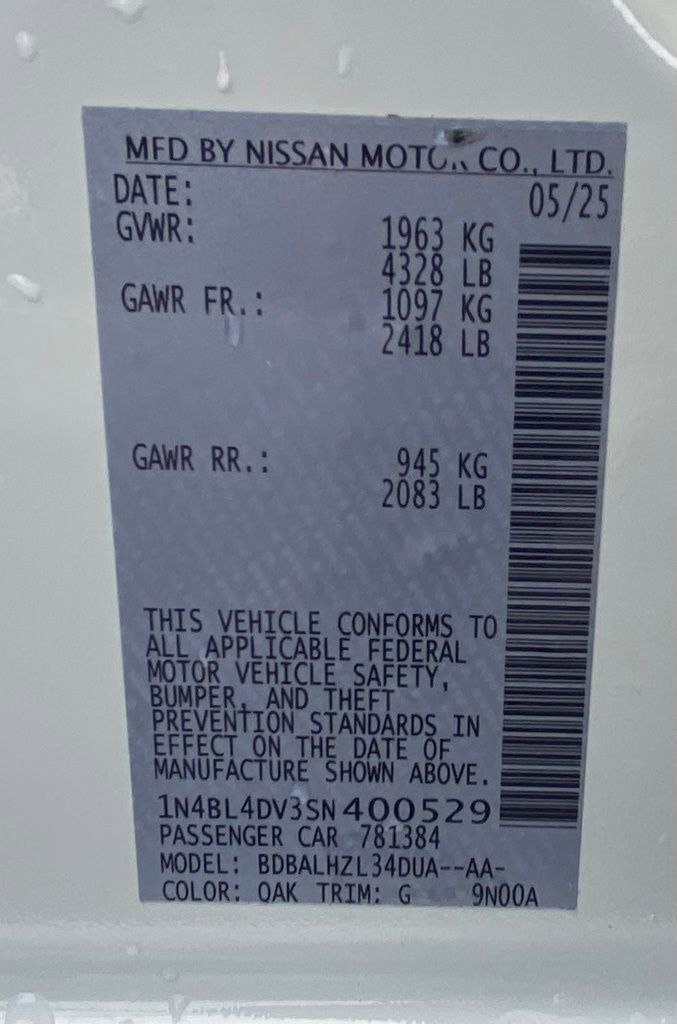 MFD BY NISSAN MOTOR CO., LTD.
DATE: 05/25
GVWR: 1963 KG
4328 LB
GAWR FR.: 1097 KG
2418 LB
GAWR RR.: 945 KG
2083 LB
THIS VEHICLE CONFORMS TO
ALL APPLICABLE FEDERAL
MOTOR VEHICLE SAFETY,
BUMPER, AND THEFT
PREVENTION STANDARDS IN
EFFECT ON THE DATE OF
MANUFACTURE SHOWN ABOVE.
1N4BL4DV3SN400529
PASSENGER CAR 781384
MODEL: BDBALHZL34DUA--AA-
COLOR: QAK TRIM: G 9N00A